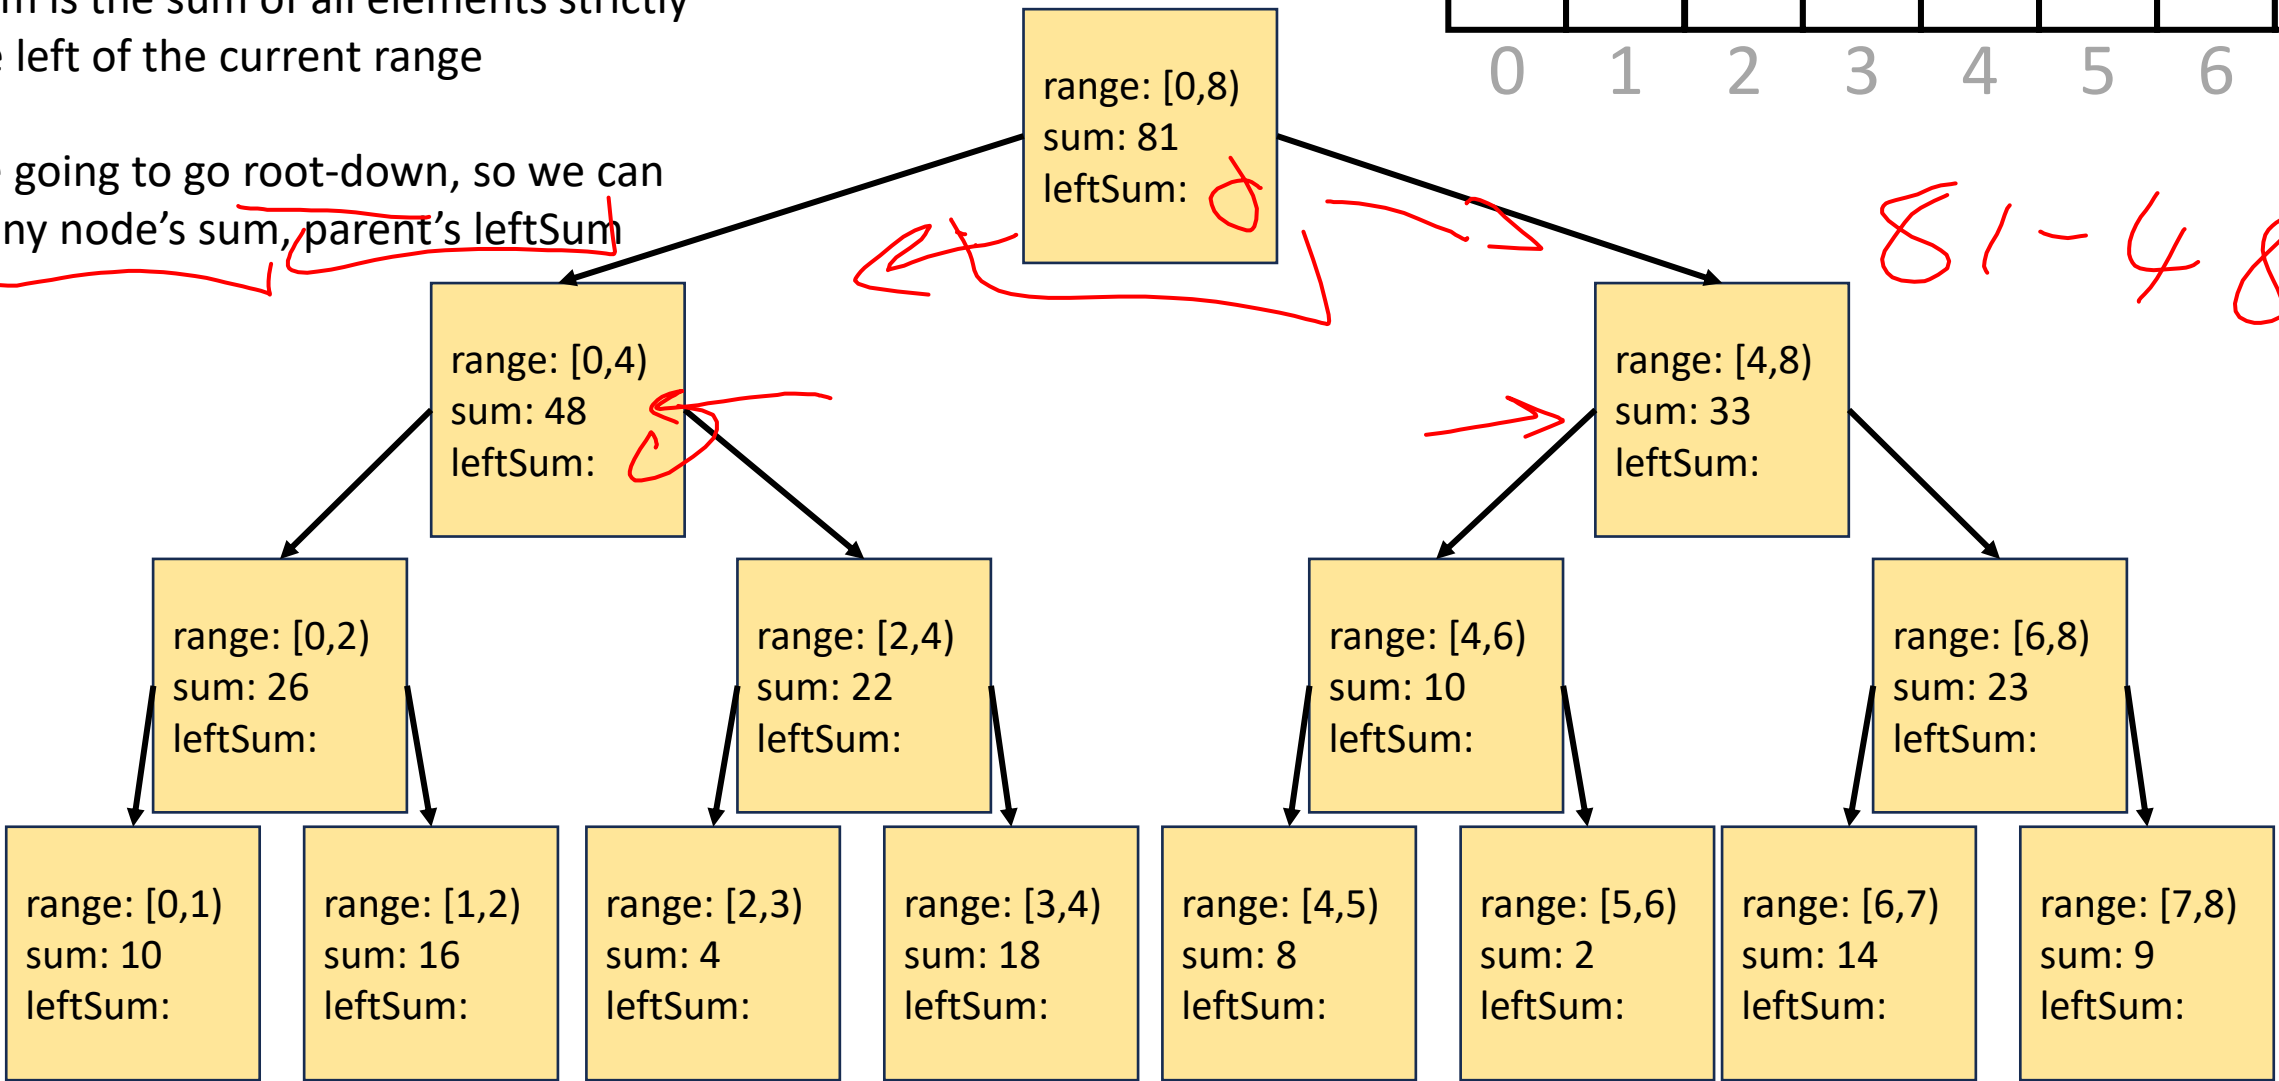 is the sum of all elements strictly
left of the current range
going to go root-down, so we can
node's sum, parent's leftSum
0 1 2 3 4 5 6
range: [0,8)
sum: 81
leftSum: 0
81-48
range: [0,4)
sum: 48
leftSum: 0
range: [4,8)
sum: 33
leftSum:
range: [0,2)
sum: 26
leftSum:
range: [2,4)
sum: 22
leftSum:
range: [4,6)
sum: 10
leftSum:
range: [6,8)
sum: 23
leftSum:
range: [0,1)
sum: 10
leftSum:
range: [1,2)
sum: 16
leftSum:
range: [2,3)
sum: 4
leftSum:
range: [3,4)
sum: 18
leftSum:
range: [4,5)
sum: 8
leftSum:
range: [5,6)
sum: 2
leftSum:
range: [6,7)
sum: 14
leftSum:
range: [7,8)
sum: 9
leftSum: